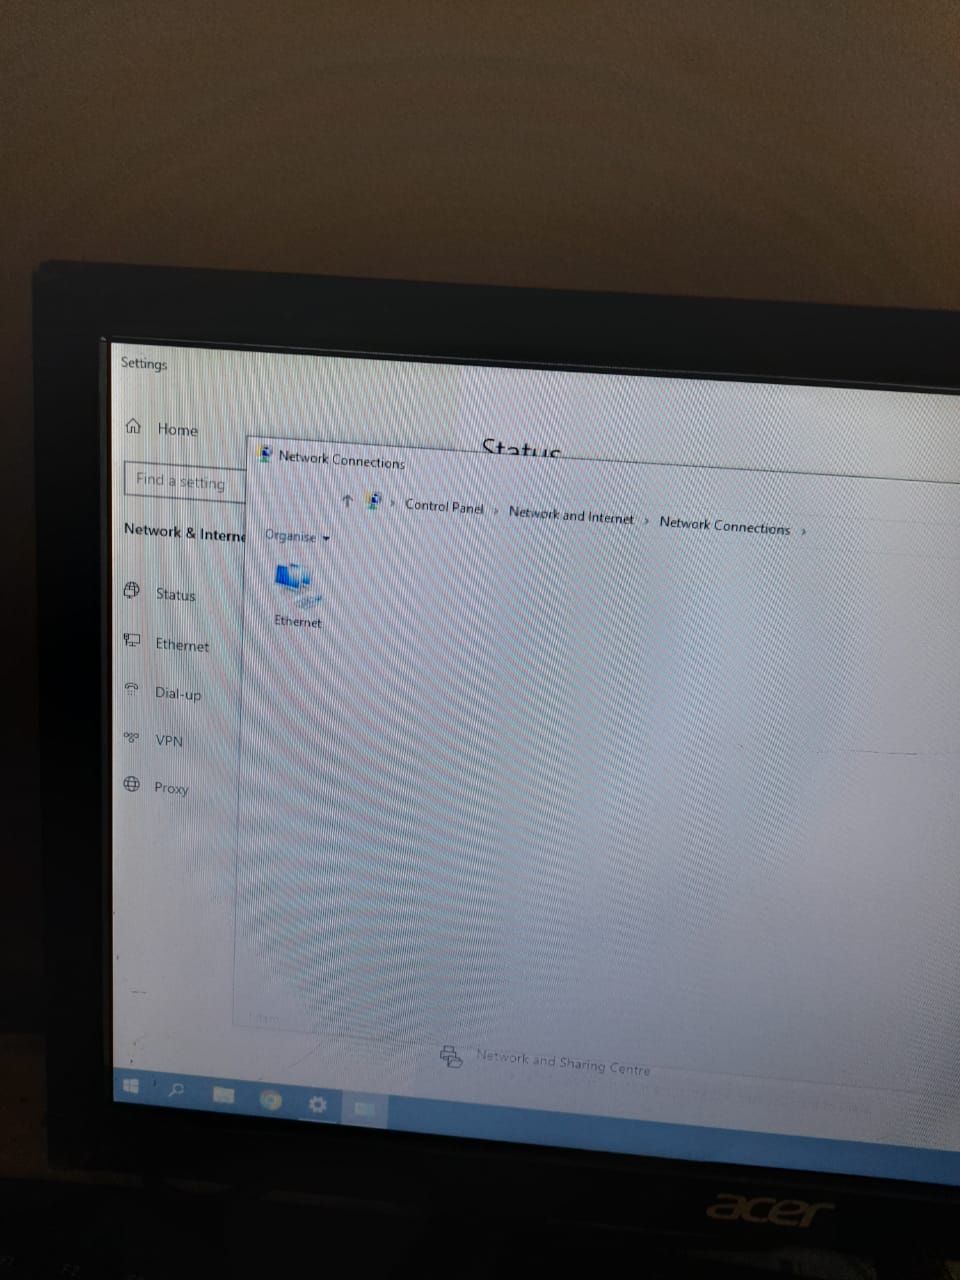 Settings
Home
Status
Find a setting
Network & Interne
Status
Ethernet
Dial-up
VPN
Proxy
Network Connections
Control Panel › Network and Internet › Network Connections ›
Organise
Ethernet
Network and Sharing Centre
acer